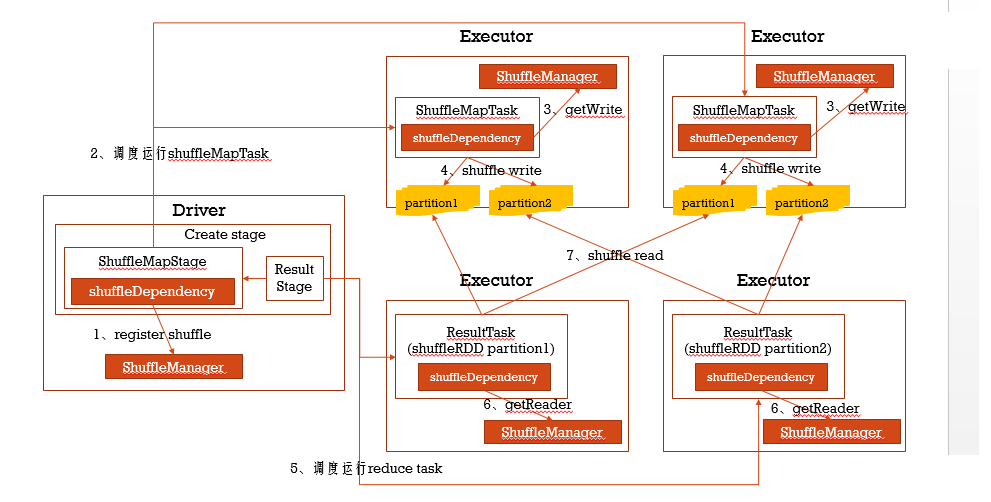 Executor
Executor
ShuffleManager
ShuffleManager
ShuffleMapTask
3、getWrite
ShuffleMapTask
3、getWrite
shuffleDependency
shuffleDependency
2、调度运行shuffleMapTask
4、shuffle write
4、shuffle write
partition1
partition2
partition1
partition2
Driver
Create stage
ShuffleMapStage
shuffleDependency
Result
Stage
7、shuffle read
Executor
Executor
1、register shuffle
ShuffleManager
ResultTask
(shuffleRDD partition1)
shuffleDependency
6、getReader
ShuffleManager
ResultTask
(shuffleRDD partition2)
shuffleDependency
6、getReader
ShuffleManager
5、调度运行reduce task